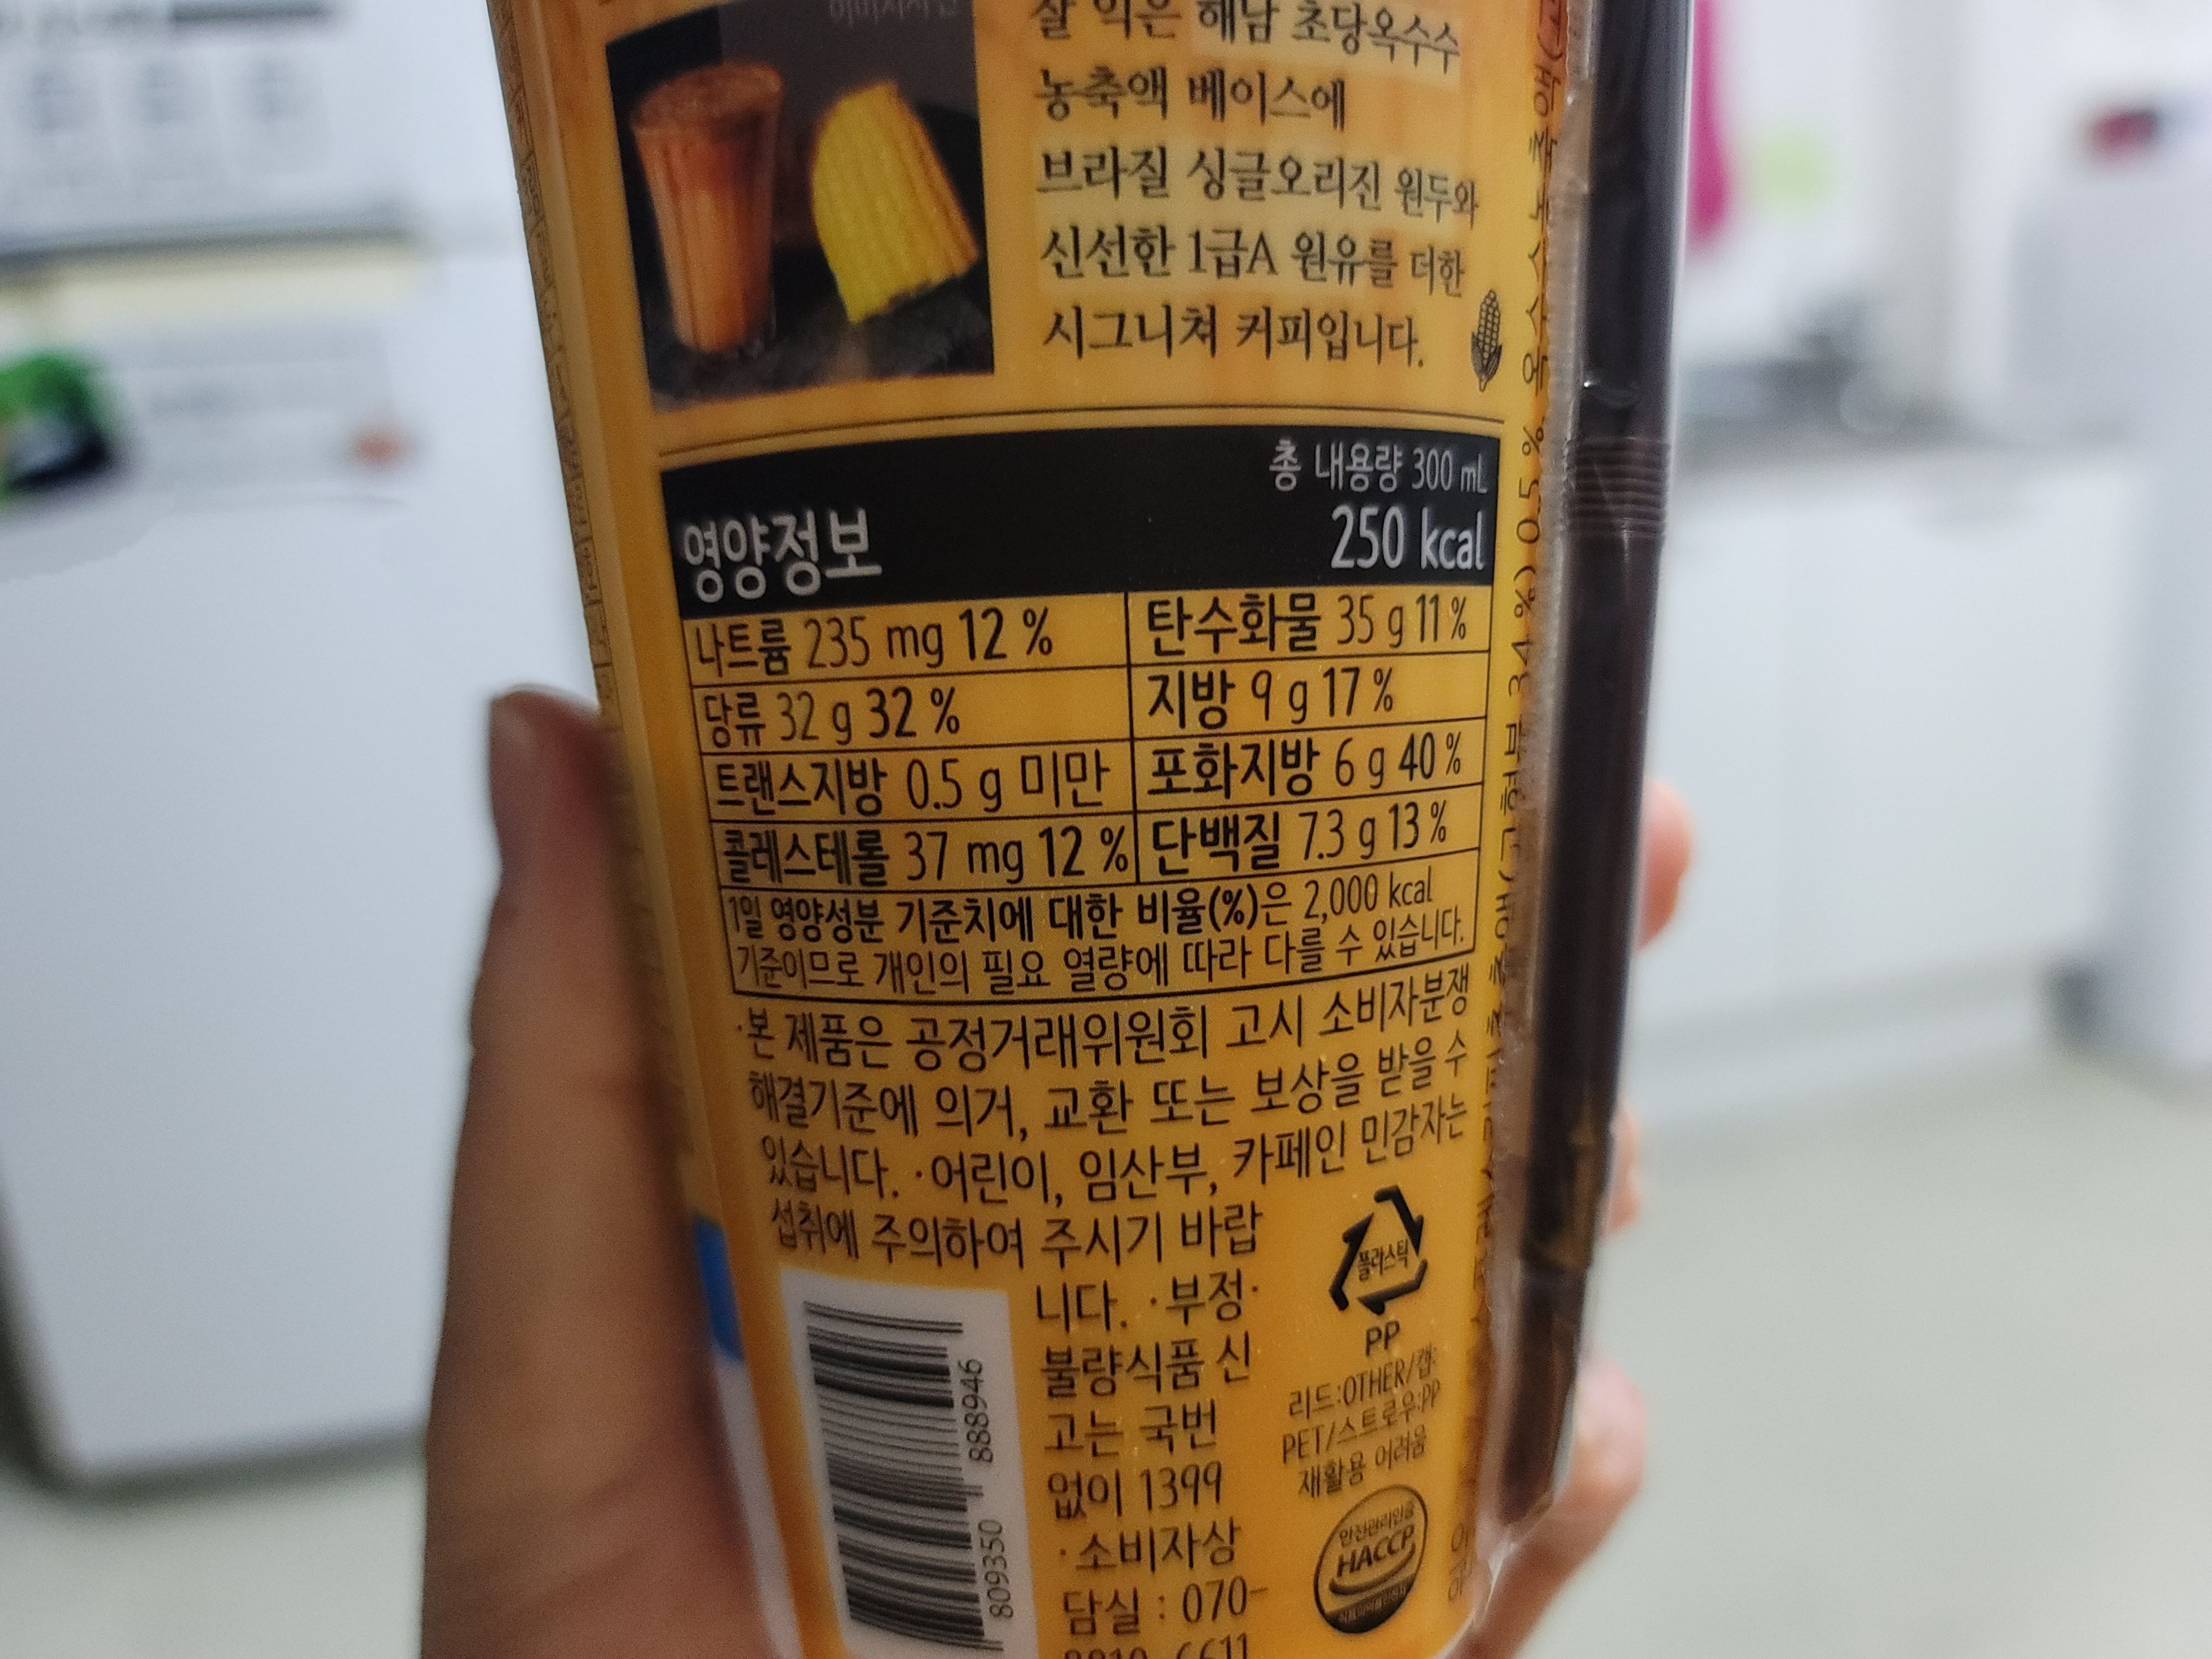 잘 익은 해남 초당옥수수
농축액 베이스에
브라질 싱글오리진 원두와
신선한 1급A 원유를 더한
시그니쳐 커피입니다.
총 내용량 300 mL
영양정보 250 kcal
나트륨 235 mg 12 % 탄수화물 35 g 11 %
당류 32 g 32 % 지방 9 g 17 %
트랜스지방 0.5 g 미만 포화지방 6 g 40 %
콜레스테롤 37 mg 12 % 단백질 7.3 g 13 %
1일 영양성분 기준치에 대한 비율(%)은 2,000 kcal
기준이므로 개인의 필요 열량에 따라 다를 수 있습니다.
·본 제품은 공정거래위원회 고시 소비자분쟁
해결기준에 의거, 교환 또는 보상을 받을 수
있습니다. ·어린이, 임산부, 카페인 민감자는
섭취에 주의하여 주시기 바랍
니다. ·부정·
불량식품 신
고는 국번
없이 1399
·소비자상
담실 : 070-
플라스틱
PP
리드:OTHER/캡:
PET/스트로우:PP
재활용 어려움
안전관리인증
HACCP
809350 888946